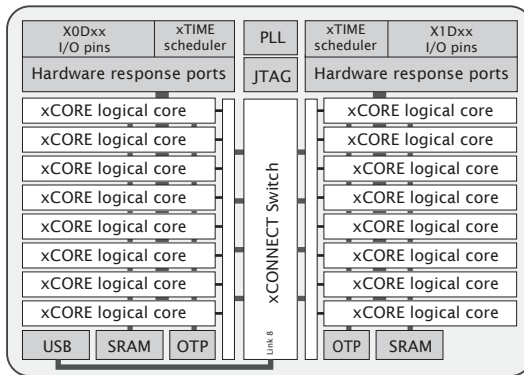 X0Dxx
I/O pins
xTIME
scheduler
PLL
xTIME
scheduler
X1Dxx
I/O pins
Hardware response ports
JTAG
Hardware response ports
xCORE logical core
xCORE logical core
xCORE logical core
xCORE logical core
xCORE logical core
xCORE logical core
xCORE logical core
xCORE logical core
xCONNECT Switch
Link 8
xCORE logical core
xCORE logical core
xCORE logical core
xCORE logical core
xCORE logical core
xCORE logical core
xCORE logical core
xCORE logical core
USB
SRAM
OTP
OTP
SRAM